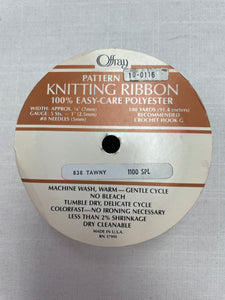 Offray
PATTERN
10-0116
KNITTING RIBBON
100% EASY-CARE POLYESTER
WIDTH: APPROX. ¼" (7mm)
GAUGE: 5 Sts. – 1" (2.5mm)
#8 NEEDLES (5mm)
100 YARDS (91.4 meters)
RECOMMENDED
CROCHET HOOK G
838 TAWNY 1100 SPL
MACHINE WASH, WARM—GENTLE CYCLE
NO BLEACH
TUMBLE DRY, DELICATE CYCLE
COLORFAST—NO IRONING NECESSARY
LESS THAN 2% SHRINKAGE
DRY CLEANABLE
MADE IN U.S.A.